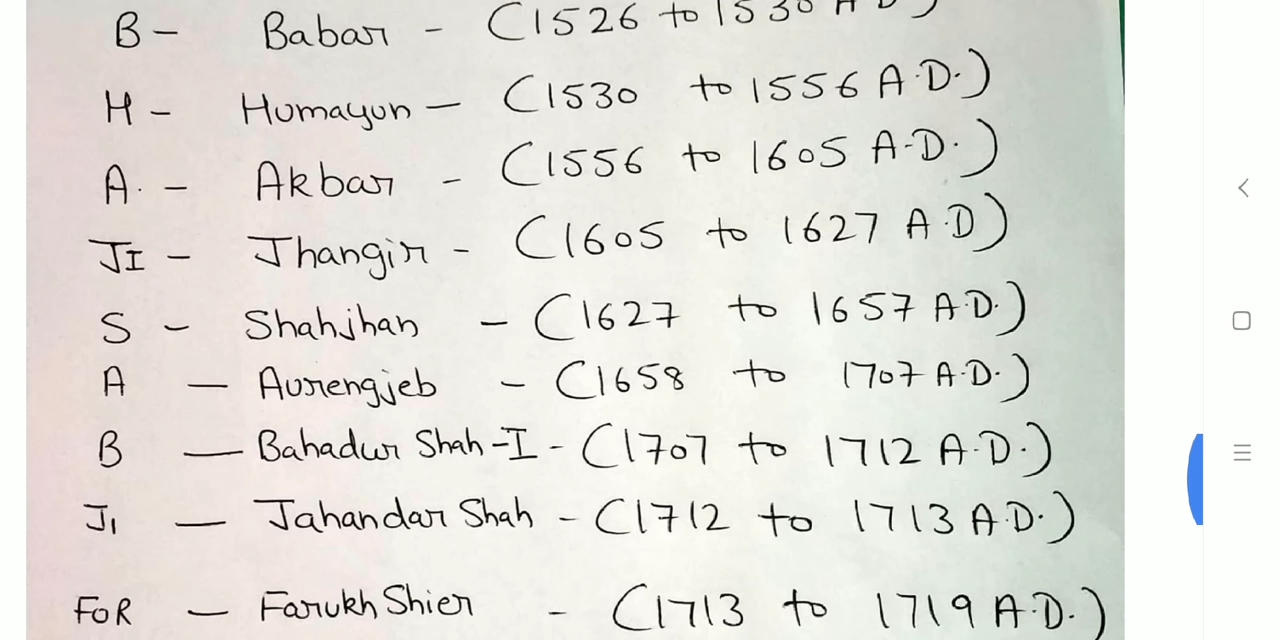 B - Babar - (1526 to 1530 A D)
H - Humayun - (1530 to 1556 A.D.)
A. - Akbar - (1556 to 1605 A.D.)
JI - Jhangir - (1605 to 1627 A.D)
S - Shahjhan - (1627 to 1657 A.D.)
A - Aurengjeb - (1658 to 1707 A.D.)
B - Bahadur Shah-I - (1707 to 1712 A.D.)
JI - Jahandar Shah - (1712 to 1713 A.D.)
FOR - Farukh Shier - (1713 to 1719 A.D.)